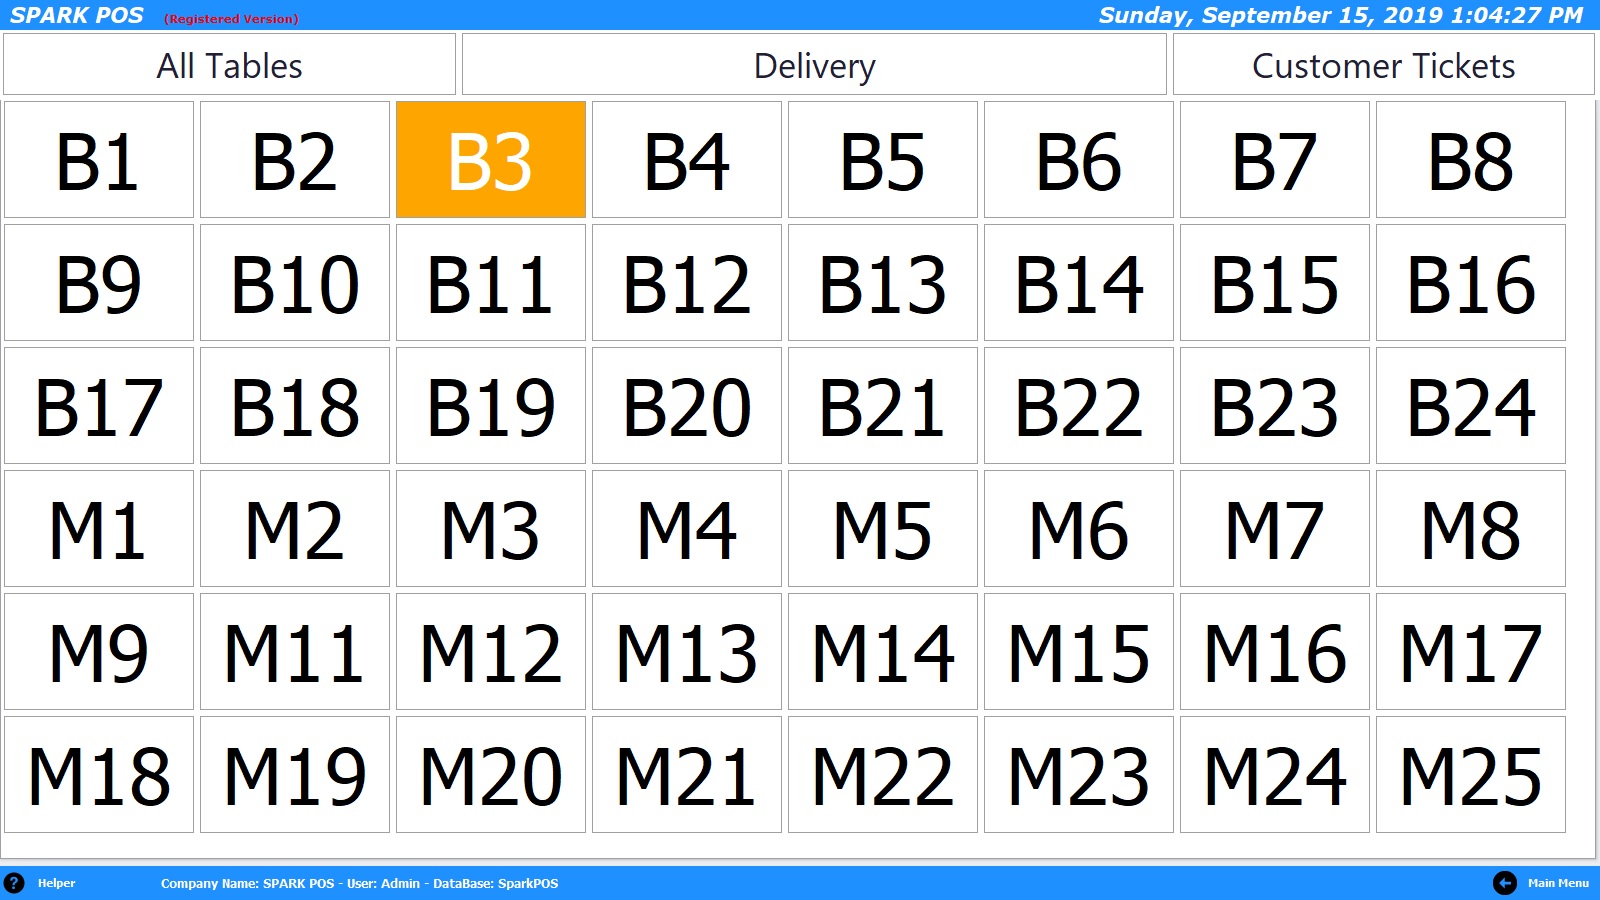 SPARK POS (Registered Version) Sunday, September 15, 2019 1:04:27 PM
All Tables Delivery Customer Tickets
B1 B2 B3 B4 B5 B6 B7 B8
B9 B10 B11 B12 B13 B14 B15 B16
B17 B18 B19 B20 B21 B22 B23 B24
M1 M2 M3 M4 M5 M6 M7 M8
M9 M11 M12 M13 M14 M15 M16 M17
M18 M19 M20 M21 M22 M23 M24 M25
? Helper Company Name: SPARK POS - User: Admin - DataBase: SparkPOS Main Menu